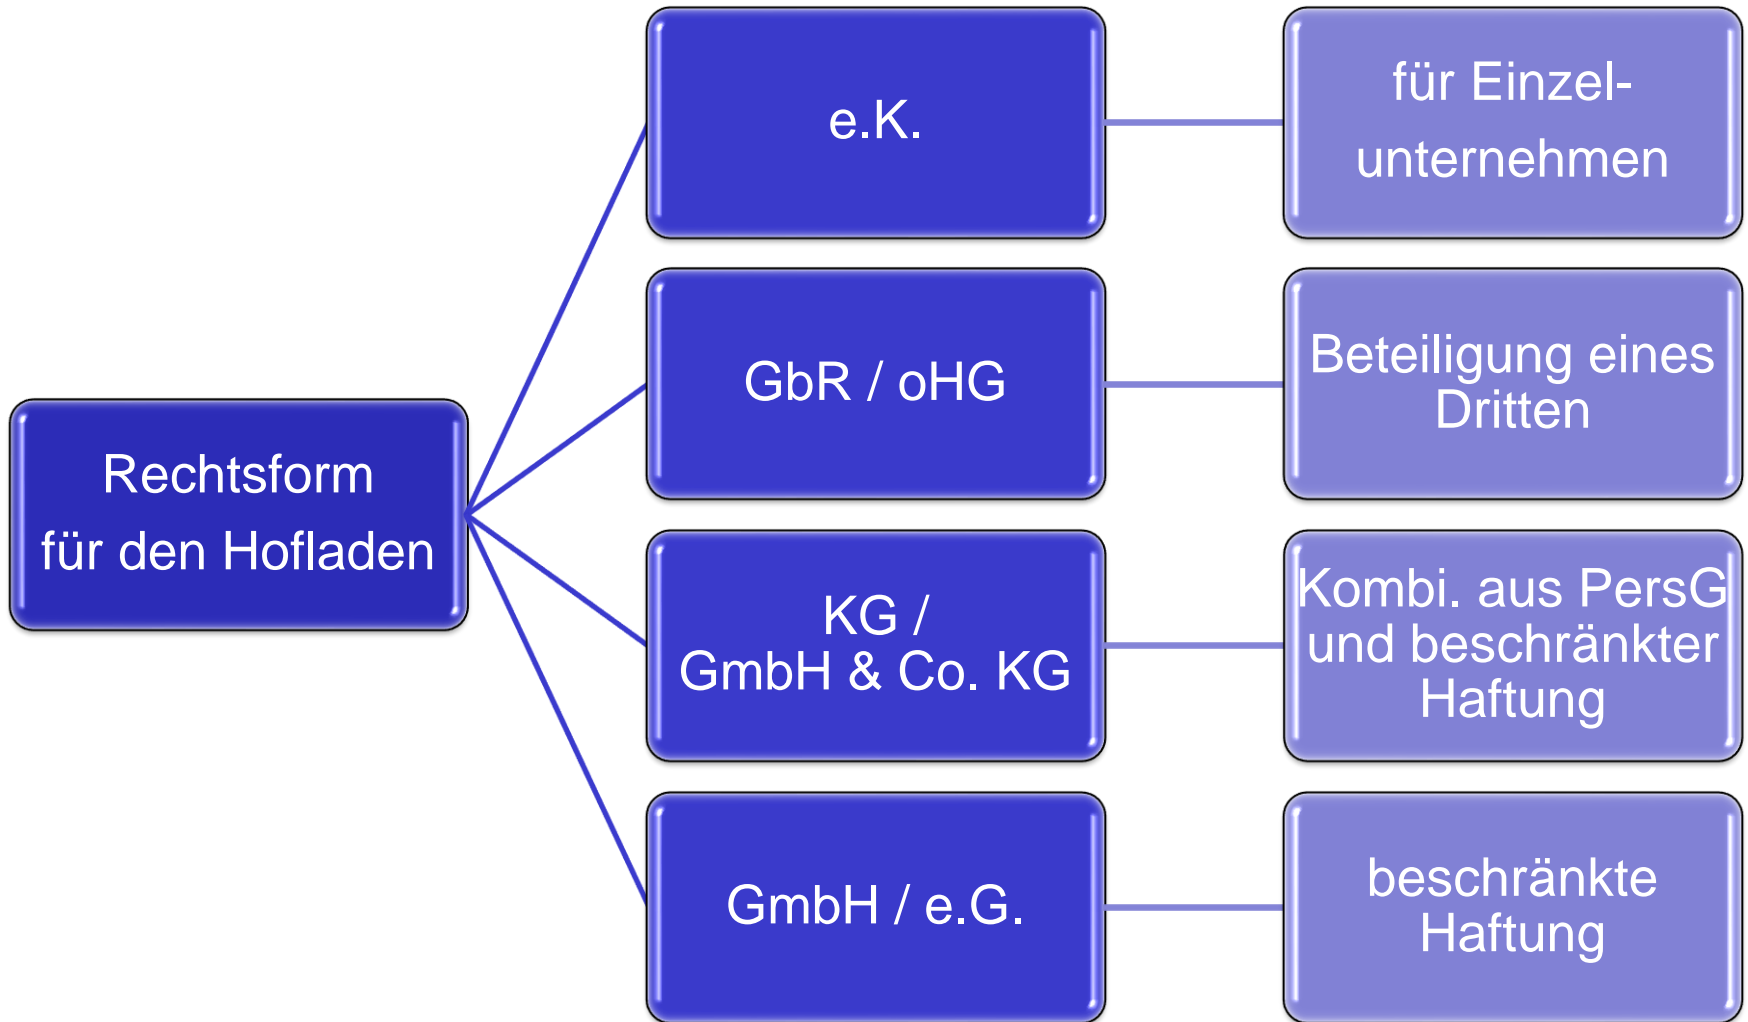 Rechtsform
für den Hofladen
e.K.
für Einzel-
unternehmen
GbR / oHG
Beteiligung eines
Dritten
KG /
GmbH & Co. KG
Kombi. aus PersG
und beschränkter
Haftung
GmbH / e.G.
beschränkte
Haftung